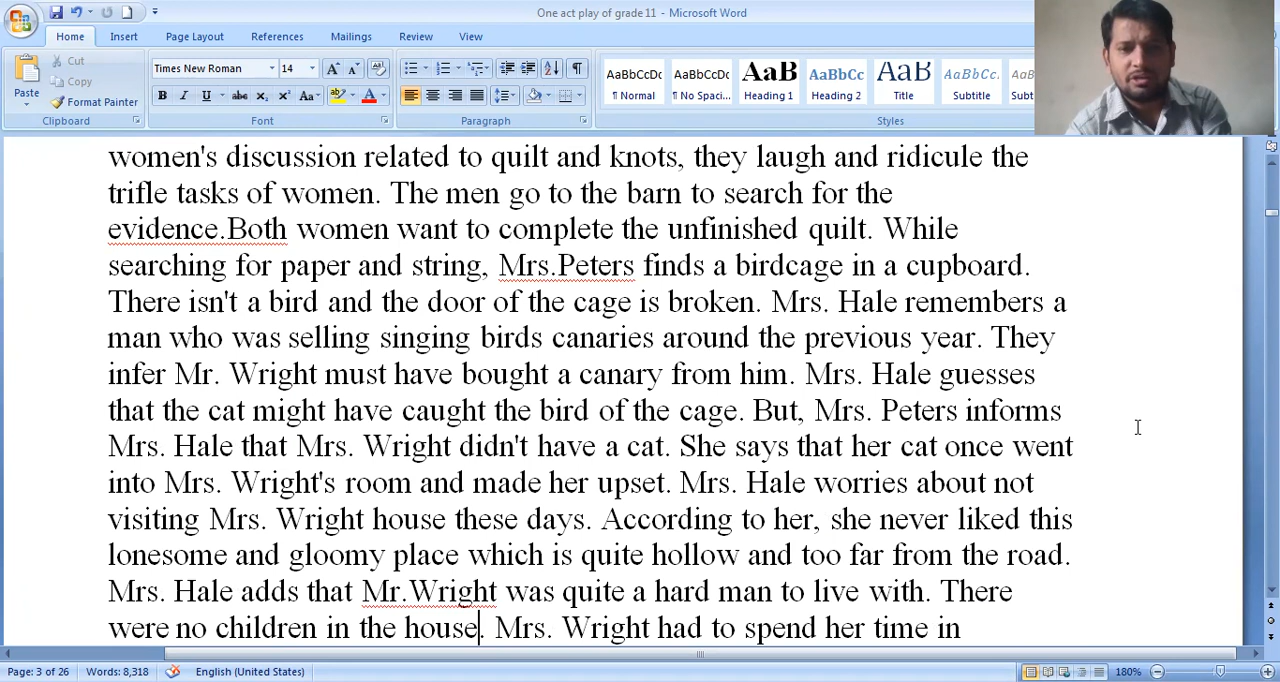 One act play of grade 11 - Microsoft Word
Home Insert Page Layout References Mailings Review View
Paste
Cut
Copy
Format Painter
Clipboard
Times New Roman 14
Font
Paragraph
AaBbCcDc AaBbCcDc AaB AaBbCc AaB AaBbCc. Aa
¶ Normal ¶ No Spaci... Heading 1 Heading 2 Title Subtitle Subt
Styles
women's discussion related to quilt and knots, they laugh and ridicule the
trifle tasks of women. The men go to the barn to search for the
evidence.Both women want to complete the unfinished quilt. While
searching for paper and string, Mrs.Peters finds a birdcage in a cupboard.
There isn't a bird and the door of the cage is broken. Mrs. Hale remembers a
man who was selling singing birds canaries around the previous year. They
infer Mr. Wright must have bought a canary from him. Mrs. Hale guesses
that the cat might have caught the bird of the cage. But, Mrs. Peters informs
Mrs. Hale that Mrs. Wright didn't have a cat. She says that her cat once went
into Mrs. Wright's room and made her upset. Mrs. Hale worries about not
visiting Mrs. Wright house these days. According to her, she never liked this
lonesome and gloomy place which is quite hollow and too far from the road.
Mrs. Hale adds that Mr.Wright was quite a hard man to live with. There
were no children in the house. Mrs. Wright had to spend her time in
Page: 3 of 26 Words: 8,318 English (United States) 180%